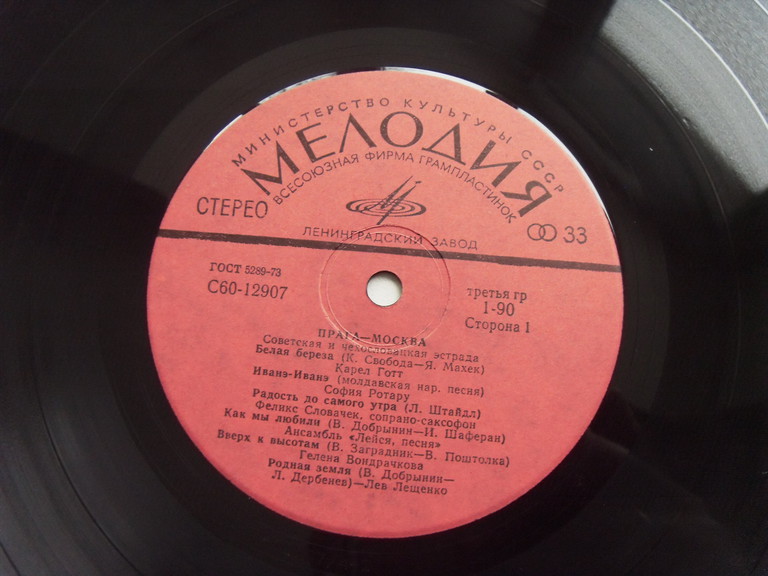 МИНИСТЕРСТВО КУЛЬТУРЫ СССР
МЕЛОДИЯ
ВСЕСОЮЗНАЯ ФИРМА ГРАМПЛАСТИНОК
СТЕРЕО
33
ЛЕНИНГРАДСКИЙ ЗАВОД
ГОСТ 5289-73
С60-12907
третья гр
1-90
Сторона 1
ПРАГА—МОСКВА
Советская и чехословацкая эстрада
Белая береза (К. Свобода—Я. Махек)
Карел Готт
Иванэ-Иванэ (молдавская нар. песня)
София Ротару
Радость до самого утра (Л. Штайдл)
Феликс Словачек, сопрано-саксофон
Как мы любили (В. Добрынин—И. Шаферан)
Ансамбль «Лейся, песня»
Вверх к высотам (В. Заградник—В. Поштолка)
Гелена Вондрачкова
Родная земля (В. Добрынин—
Л. Дербенев)—Лев Лещенко